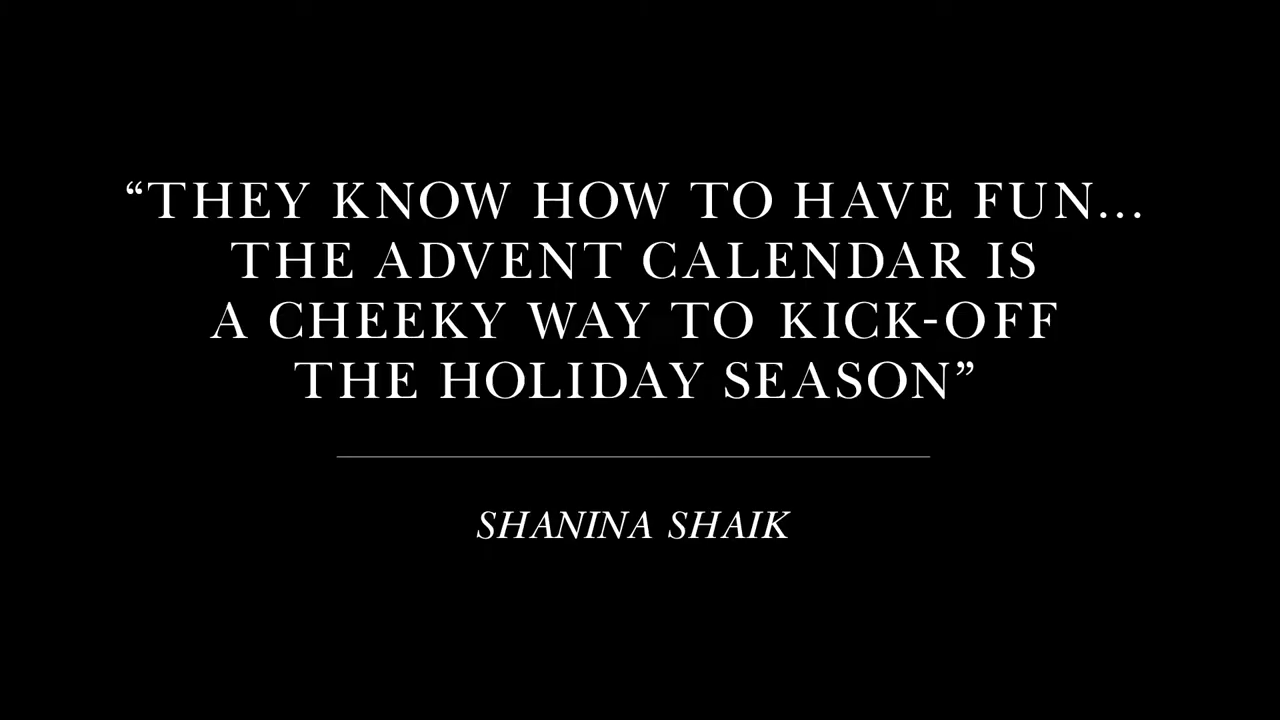 “THEY KNOW HOW TO HAVE FUN...
THE ADVENT CALENDAR IS
A CHEEKY WAY TO KICK-OFF
THE HOLIDAY SEASON”
SHANINA SHAIK